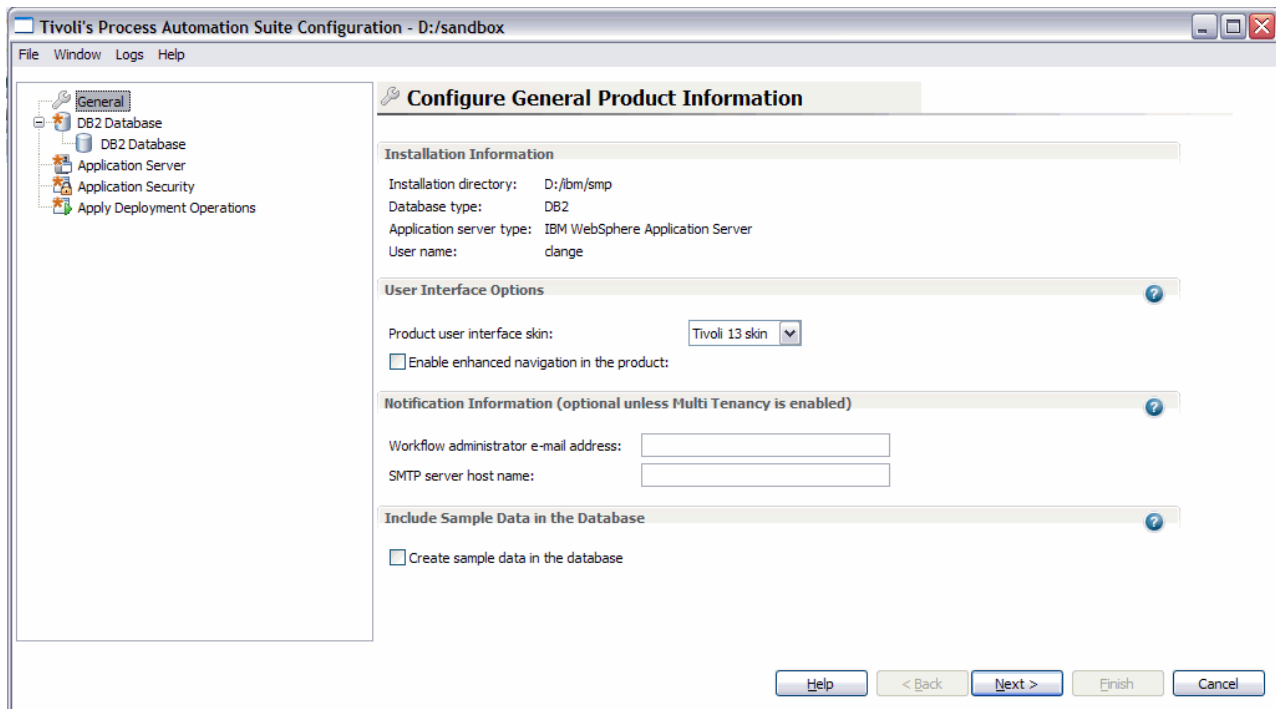 Tivoli's Process Automation Suite Configuration - D:/sandbox
File Window Logs Help
General
DB2 Database
DB2 Database
Application Server
Application Security
Apply Deployment Operations
Configure General Product Information
Installation Information
Installation directory: D:/ibm/smp
Database type: DB2
Application server type: IBM WebSphere Application Server
User name: clange
User Interface Options
Product user interface skin: Tivoli 13 skin
Enable enhanced navigation in the product:
Notification Information (optional unless Multi Tenancy is enabled)
Workflow administrator e-mail address:
SMTP server host name:
Include Sample Data in the Database
Create sample data in the database
Help < Back Next > Finish Cancel